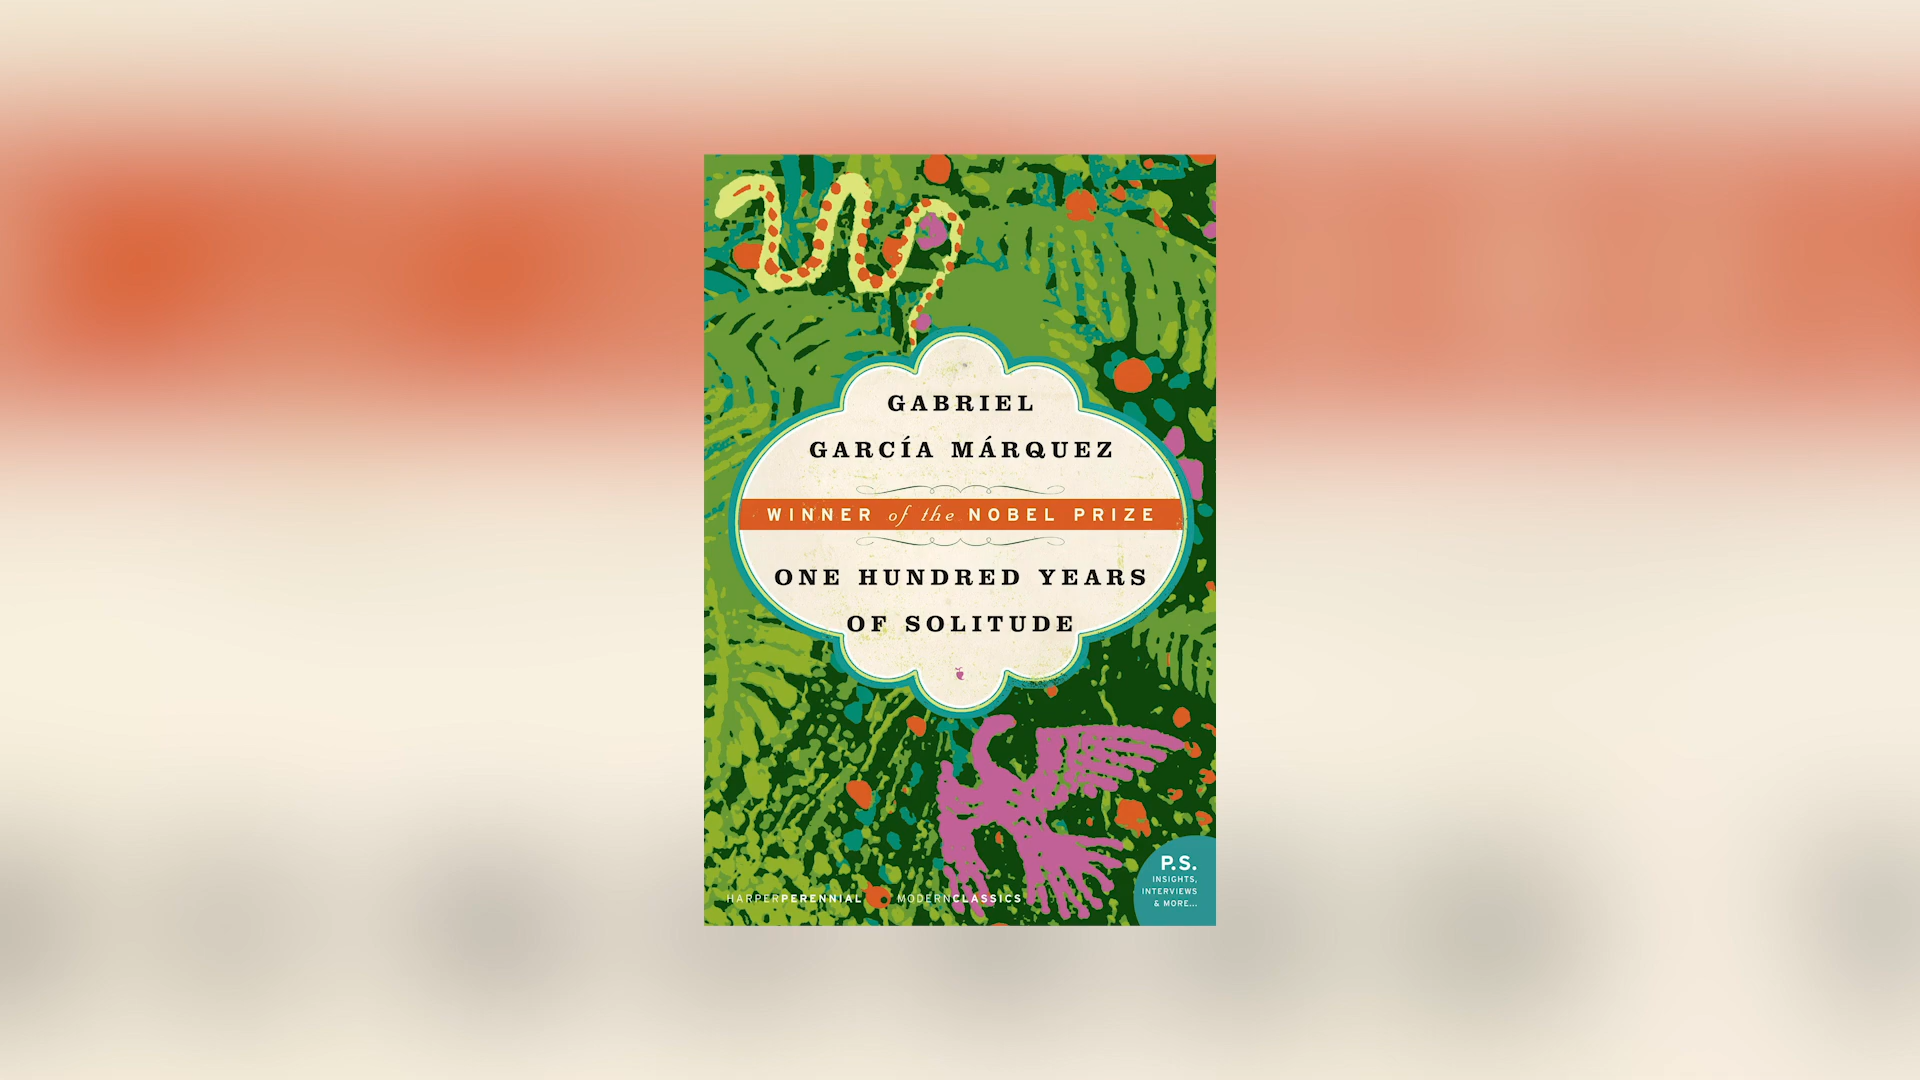 GABRIEL
GARCÍA MÁRQUEZ
WINNER of the NOBEL PRIZE
ONE HUNDRED YEARS
OF SOLITUDE
P.S.
INSIGHTS,
INTERVIEWS
& MORE...
HARPERPERENNIAL MODERNCLASSICS